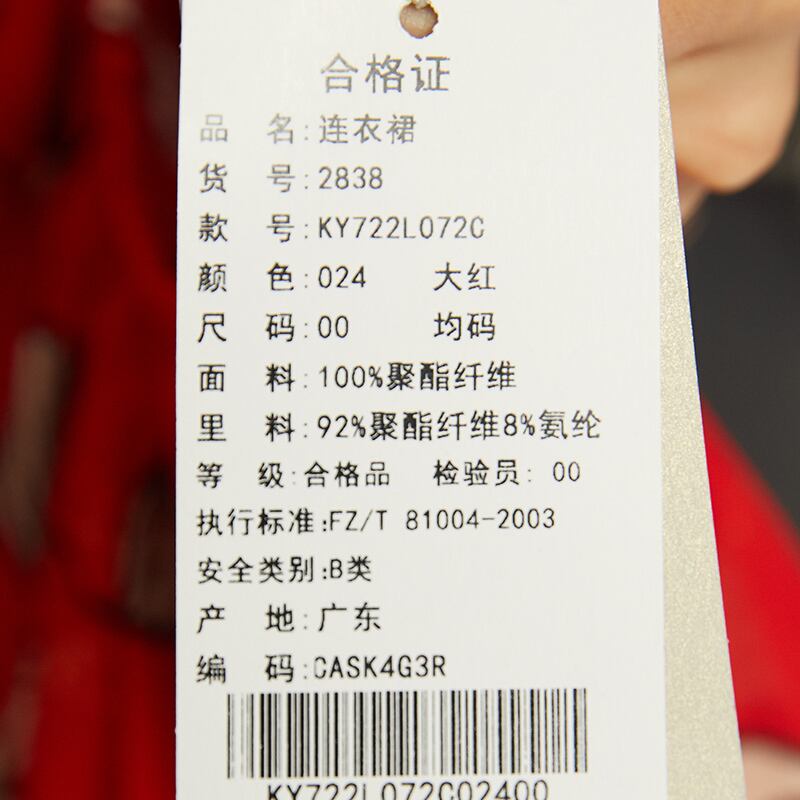 合格证
品 名:连衣裙
货 号:2838
款 号:KY722L072C
颜 色:024 大红
尺 码:00 均码
面 料:100%聚酯纤维
里 料:92%聚酯纤维8%氨纶
等 级:合格品 检验员: 00
执行标准:FZ/T 81004-2003
安全类别:B类
产 地:广东
编 码:CASK4G3R
KY722L072C02400